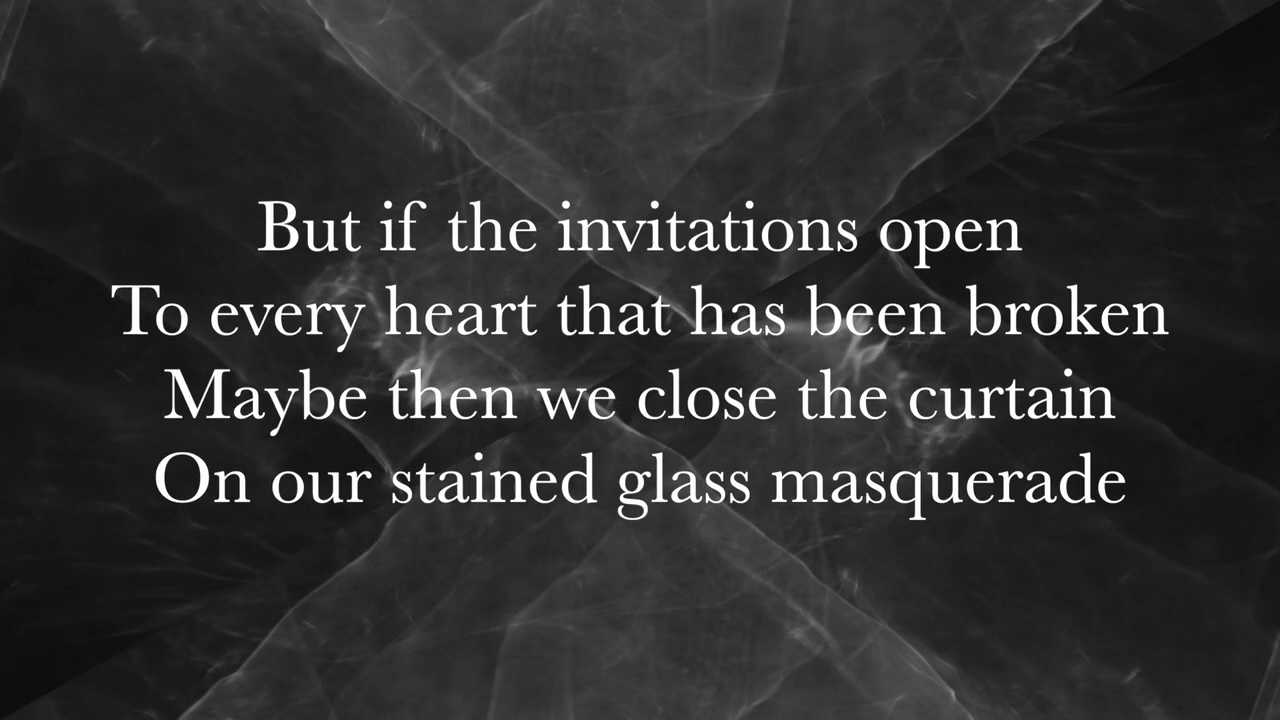 But if the invitations open
To every heart that has been broken
Maybe then we close the curtain
On our stained glass masquerade